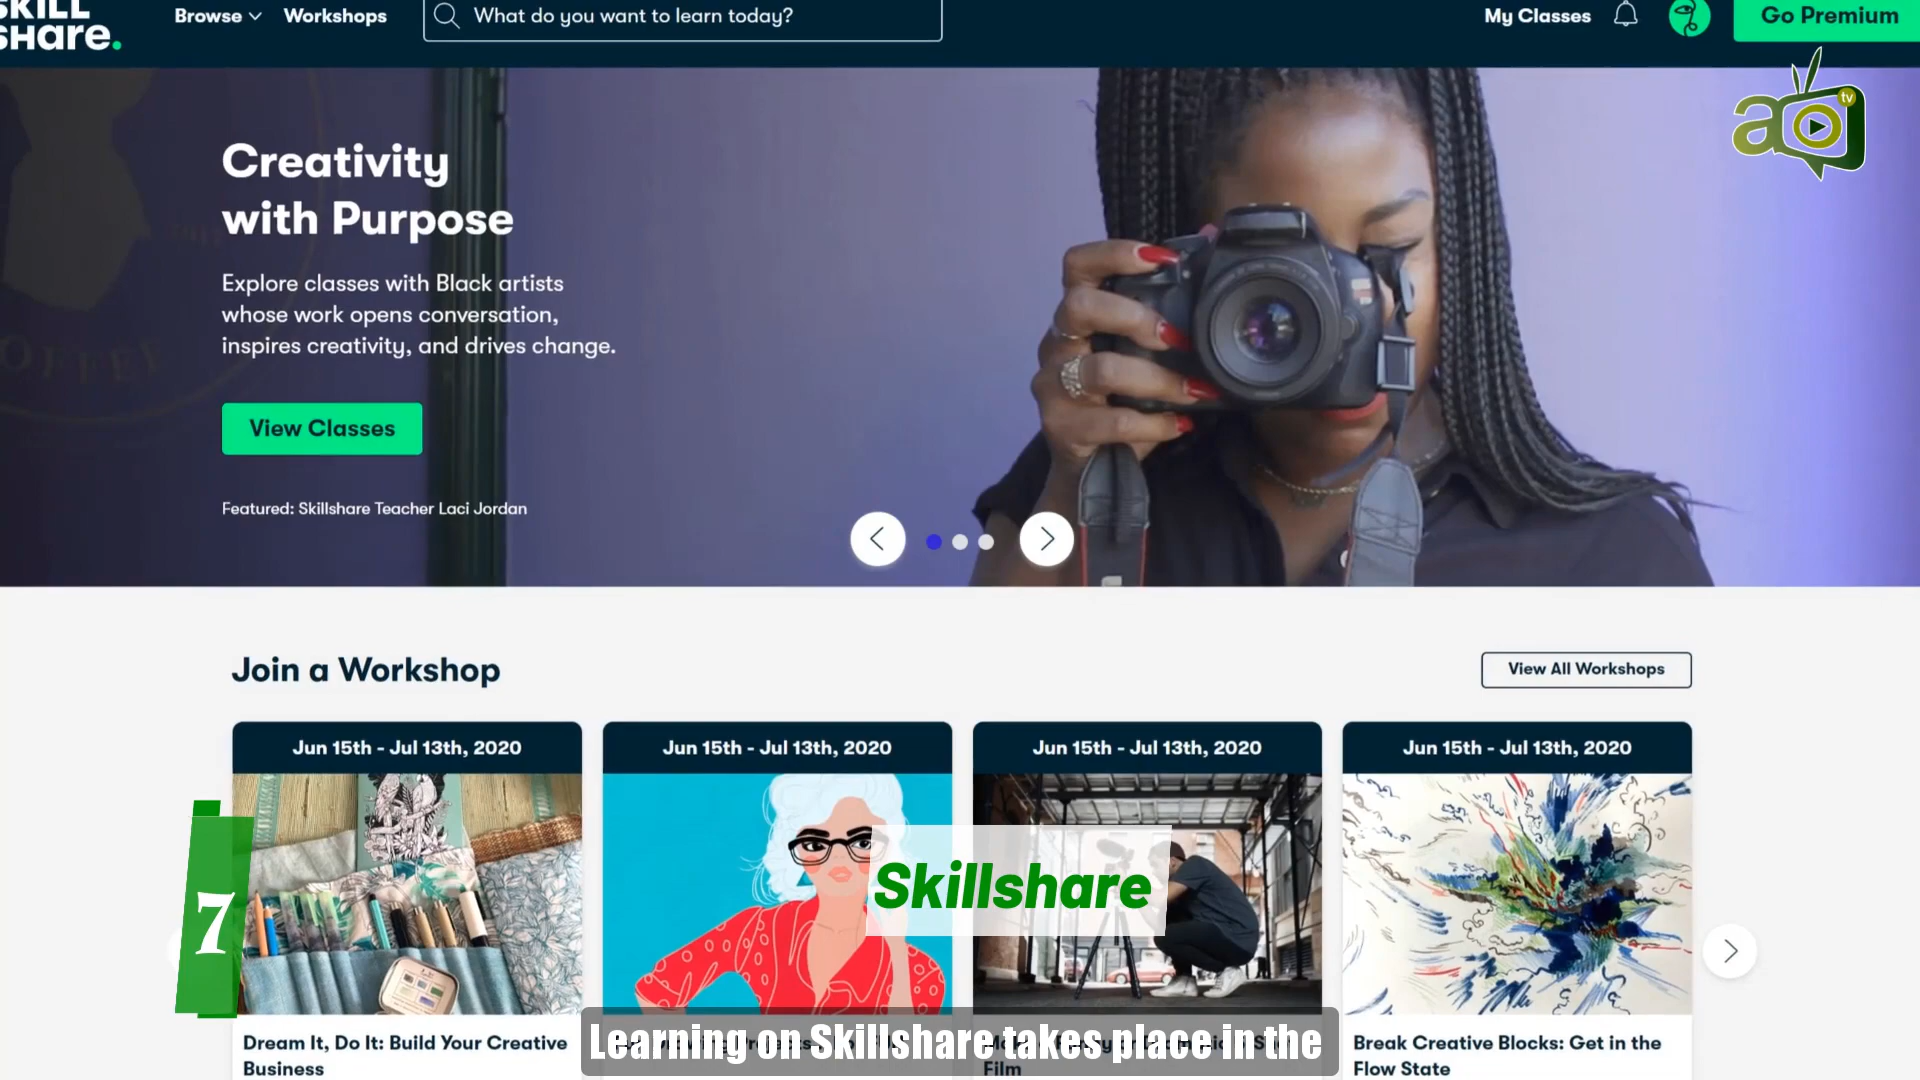 SKILL
SHare.
Browse
Workshops
What do you want to learn today?
My Classes
Go Premium
ao
tv
Creativity
with Purpose
Explore classes with Black artists
whose work opens conversation,
inspires creativity, and drives change.
View Classes
Featured: Skillshare Teacher Laci Jordan
Join a Workshop
View All Workshops
Jun 15th - Jul 13th, 2020
Jun 15th - Jul 13th, 2020
Jun 15th - Jul 13th, 2020
Jun 15th - Jul 13th, 2020
7
Skillshare
Dream It, Do It: Build Your Creative
Business
Film
Break Creative Blocks: Get in the
Flow State
Learning on Skillshare takes place in the